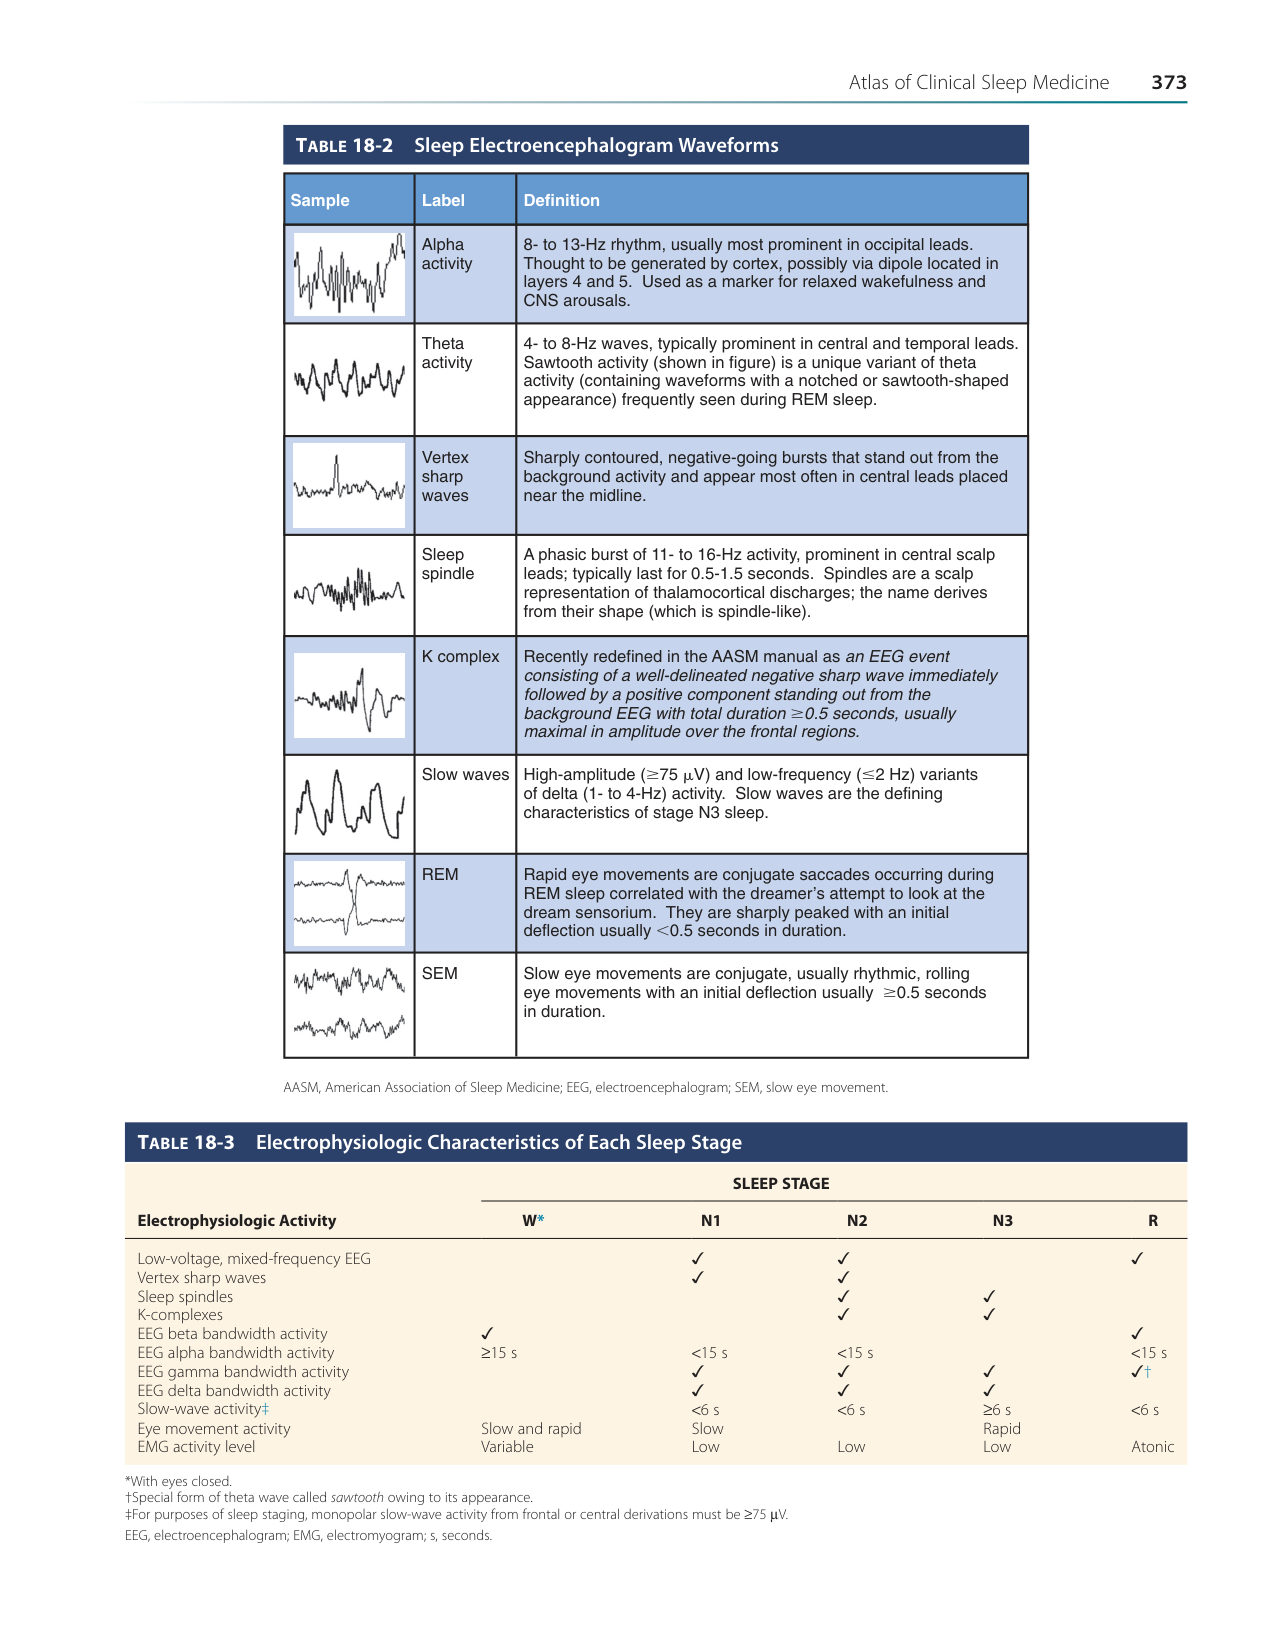 Atlas of Clinical Sleep Medicine 373
TABLE 18-2 Sleep Electroencephalogram Waveforms
Sample Label Definition
Alpha activity
8- to 13-Hz rhythm, usually most prominent in occipital leads.
Thought to be generated by cortex, possibly via dipole located in
layers 4 and 5. Used as a marker for relaxed wakefulness and
CNS arousals.
Theta activity
4- to 8-Hz waves, typically prominent in central and temporal leads.
Sawtooth activity (shown in figure) is a unique variant of theta
activity (containing waveforms with a notched or sawtooth-shaped
appearance) frequently seen during REM sleep.
Vertex sharp waves
Sharply contoured, negative-going bursts that stand out from the
background activity and appear most often in central leads placed
near the midline.
Sleep spindle
A phasic burst of 11- to 16-Hz activity, prominent in central scalp
leads; typically last for 0.5-1.5 seconds. Spindles are a scalp
representation of thalamocortical discharges; the name derives
from their shape (which is spindle-like).
K complex
Recently redefined in the AASM manual as an EEG event
consisting of a well-delineated negative sharp wave immediately
followed by a positive component standing out from the
background EEG with total duration ≥0.5 seconds, usually
maximal in amplitude over the frontal regions.
Slow waves
High-amplitude (≥75 μV) and low-frequency (≤2 Hz) variants
of delta (1- to 4-Hz) activity. Slow waves are the defining
characteristics of stage N3 sleep.
REM
Rapid eye movements are conjugate saccades occurring during
REM sleep correlated with the dreamer's attempt to look at the
dream sensorium. They are sharply peaked with an initial
deflection usually <0.5 seconds in duration.
SEM
Slow eye movements are conjugate, usually rhythmic, rolling
eye movements with an initial deflection usually ≥0.5 seconds
in duration.
AASM, American Association of Sleep Medicine; EEG, electroencephalogram; SEM, slow eye movement.
TABLE 18-3 Electrophysiologic Characteristics of Each Sleep Stage
SLEEP STAGE
Electrophysiologic Activity W* N1 N2 N3 R
Low-voltage, mixed-frequency EEG ✓ ✓ ✓
Vertex sharp waves ✓ ✓
Sleep spindles ✓ ✓
K-complexes ✓ ✓
EEG beta bandwidth activity ✓ ✓
EEG alpha bandwidth activity ≥15 s <15 s <15 s <15 s
EEG gamma bandwidth activity ✓ ✓ ✓ ✓†
EEG delta bandwidth activity ✓ ✓ ✓
Slow-wave activity‡ <6 s <6 s ≥6 s <6 s
Eye movement activity Slow and rapid Slow Rapid
EMG activity level Variable Low Low Low Atonic
*With eyes closed.
†Special form of theta wave called sawtooth owing to its appearance.
‡For purposes of sleep staging, monopolar slow-wave activity from frontal or central derivations must be ≥75 μV.
EEG, electroencephalogram; EMG, electromyogram; s, seconds.